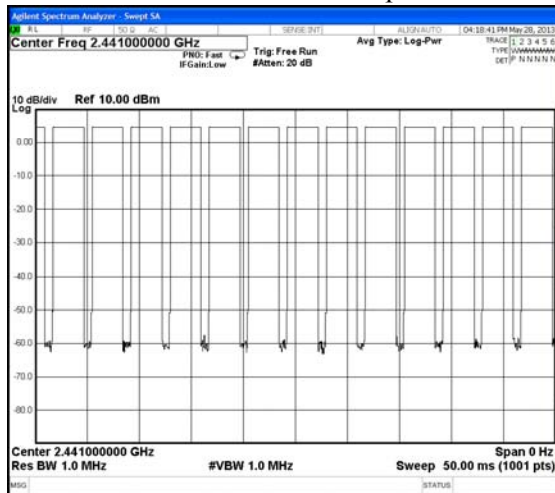 Agilent Spectrum Analyzer - Swept SA
RL RF 50 Ω AC SENSE:INT ALIGN AUTO 04:18:41 PM May 28, 2013
Center Freq 2.441000000 GHz
PNO: Fast
IFGain:Low
Trig: Free Run
#Atten: 20 dB
Avg Type: Log-Pwr
TRACE 1 2 3 4 5 6
TYPE
DET P N N N N N
10 dB/div Ref 10.00 dBm
Log
0.00
-10.0
-20.0
-30.0
-40.0
-50.0
-60.0
-70.0
-80.0
Center 2.441000000 GHz Span 0 Hz
Res BW 1.0 MHz #VBW 1.0 MHz Sweep 50.00 ms (1001 pts)
MSG STATUS